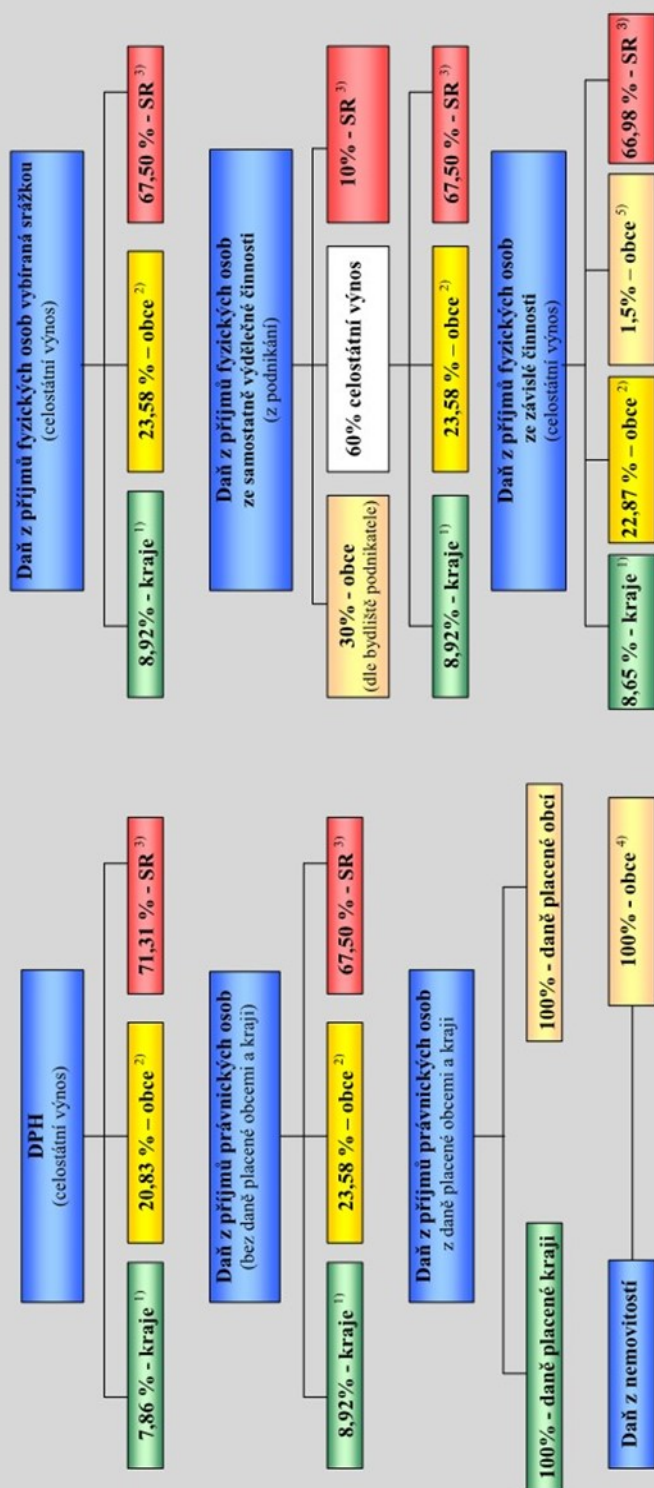 DPH
(celostátní výnos)
7,86 % - kraje 1)
20,83 % – obce 2)
71,31 % - SR 3)
Daň z příjmů právnických osob
(bez daně placené obcemi a kraji)
8,92% - kraje 1)
23,58 % – obce 2)
67,50 % - SR 3)
Daň z příjmů právnických osob
z daně placené obcemi a kraji
100% - daně placené kraji
100% - daně placené obcí
Daň z nemovitostí
100% - obce 4)
Daň z příjmů fyzických osob vybíraná srážkou
(celostátní výnos)
8,92% - kraje 1)
23,58 % – obce 2)
67,50 % - SR 3)
Daň z příjmů fyzických osob
ze samostatně výdělečné činnosti
(z podnikání)
30% - obce
(dle bydliště podnikatele)
60% celostátní výnos
10% - SR 3)
8,92% - kraje 1)
23,58 % – obce 2)
67,50 % - SR 3)
Daň z příjmů fyzických osob
ze závislé činnosti
(celostátní výnos)
8,65 % - kraje 1)
22,87 % – obce 2)
1,5% – obce 5)
66,98 % - SR 3)